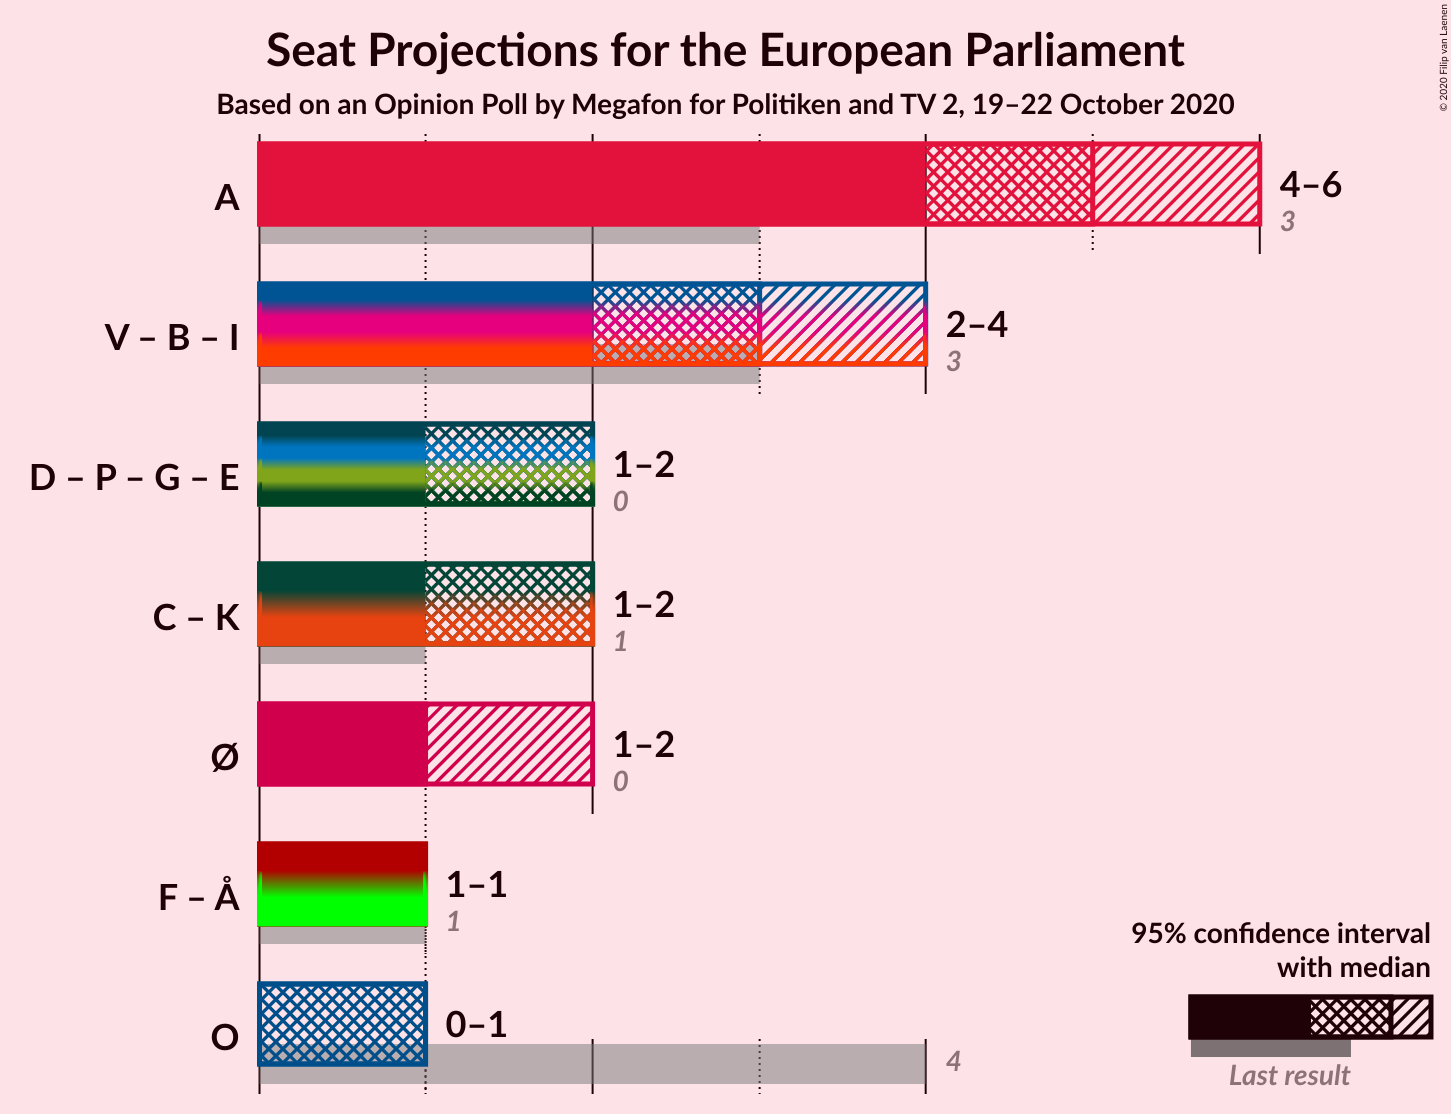 Seat Projections for the European Parliament
Based on an Opinion Poll by Megafon for Politiken and TV 2, 19–22 October 2020
© 2020 Filip van Laenen
A
4–6
3
V – B – I
2–4
3
D – P – G – E
1–2
0
C – K
1–2
1
Ø
1–2
0
F – Å
1–1
1
O
0–1
4
95% confidence interval
with median
Last result